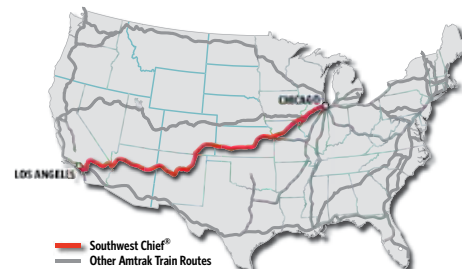 CHICAGO
LOS ANGELES
Southwest Chief®
Other Amtrak Train Routes